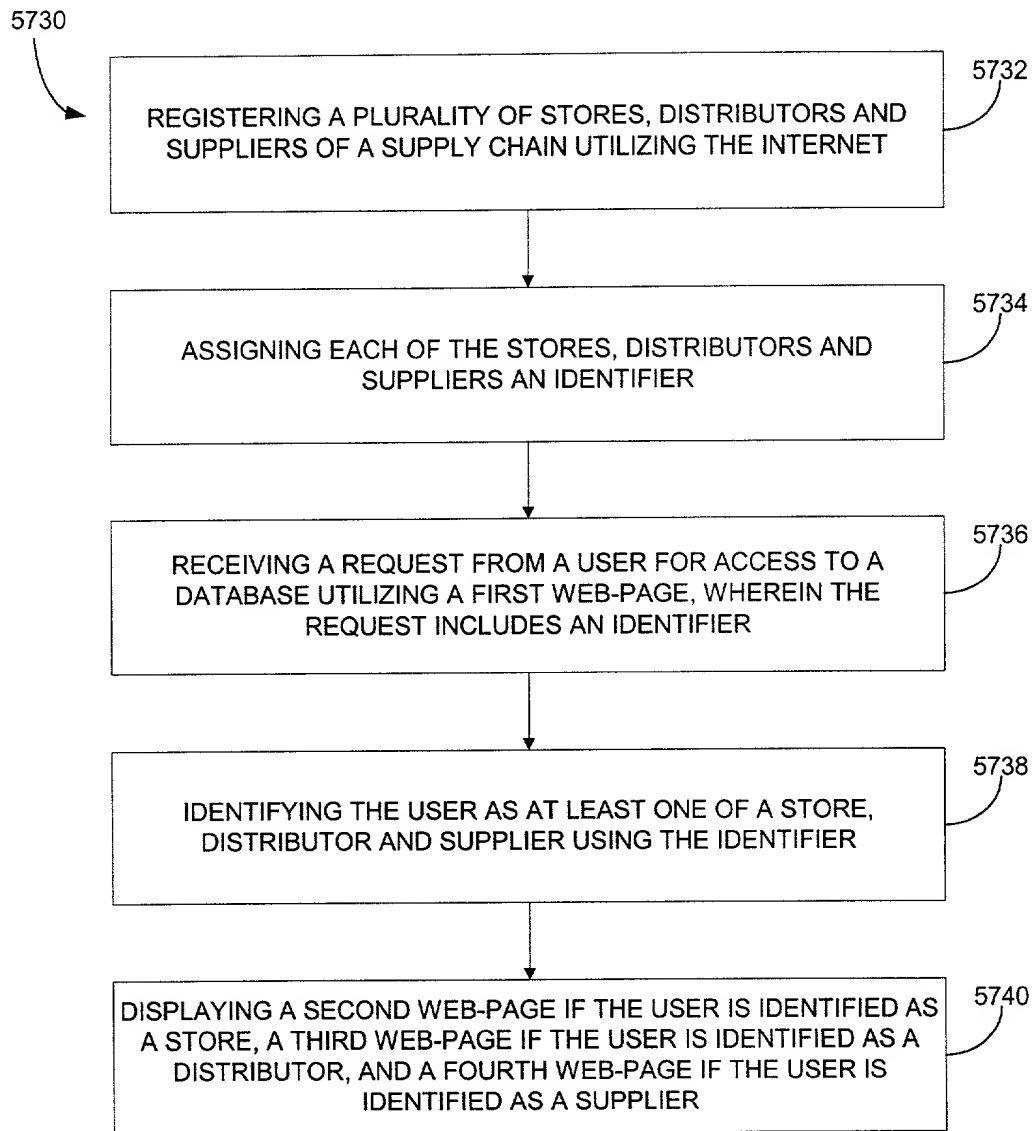 5730
5732
REGISTERING A PLURALITY OF STORES, DISTRIBUTORS AND
SUPPLIERS OF A SUPPLY CHAIN UTILIZING THE INTERNET
5734
ASSIGNING EACH OF THE STORES, DISTRIBUTORS AND
SUPPLIERS AN IDENTIFIER
5736
RECEIVING A REQUEST FROM A USER FOR ACCESS TO A
DATABASE UTILIZING A FIRST WEB-PAGE, WHEREIN THE
REQUEST INCLUDES AN IDENTIFIER
5738
IDENTIFYING THE USER AS AT LEAST ONE OF A STORE,
DISTRIBUTOR AND SUPPLIER USING THE IDENTIFIER
5740
DISPLAYING A SECOND WEB-PAGE IF THE USER IS IDENTIFIED AS
A STORE, A THIRD WEB-PAGE IF THE USER IS IDENTIFIED AS A
DISTRIBUTOR, AND A FOURTH WEB-PAGE IF THE USER IS
IDENTIFIED AS A SUPPLIER